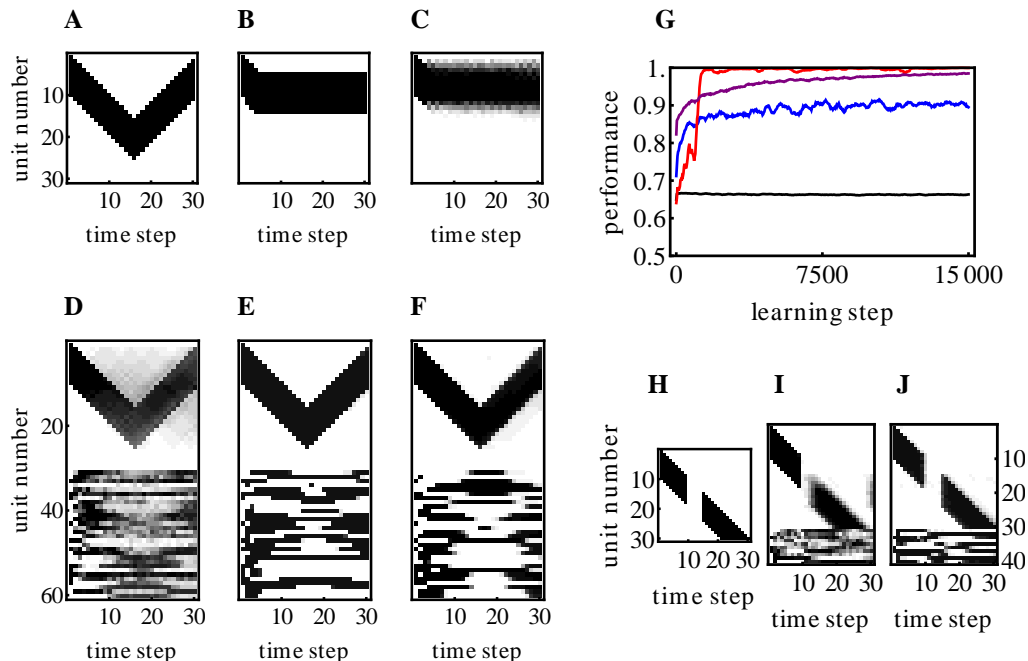 A
B
C
G
unit number
10
20
30
10 20 30
10 20 30
10 20 30
time step
time step
time step
performance
1.
0.9
0.8
0.7
0.6
0.5
0
7500
15 000
learning step
D
E
F
unit number
20
40
60
10 20 30
10 20 30
10 20 30
time step
time step
time step
H
I
J
unit number
10
20
30
10 20 30
10 20 30
10 20 30
10
20
30
40
time step
time step
time step